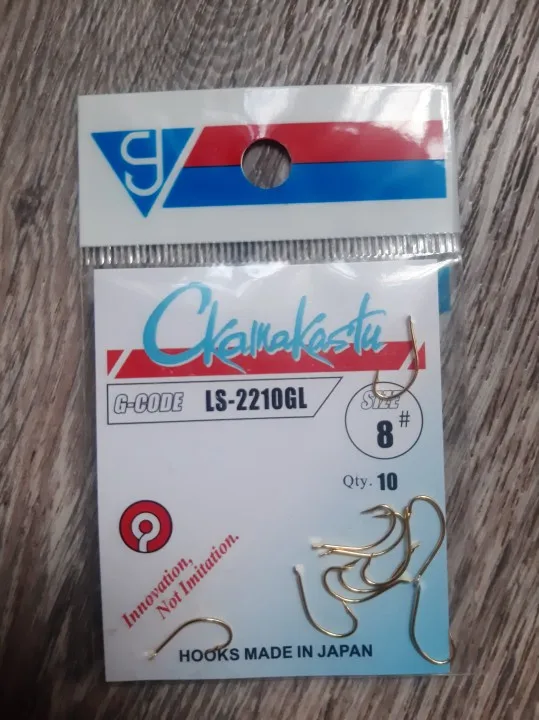 Ckamakastu
G-CODE LS-2210GL
SIZE
8#
Qty. 10
Innovation,
Not Imitation.
HOOKS MADE IN JAPAN